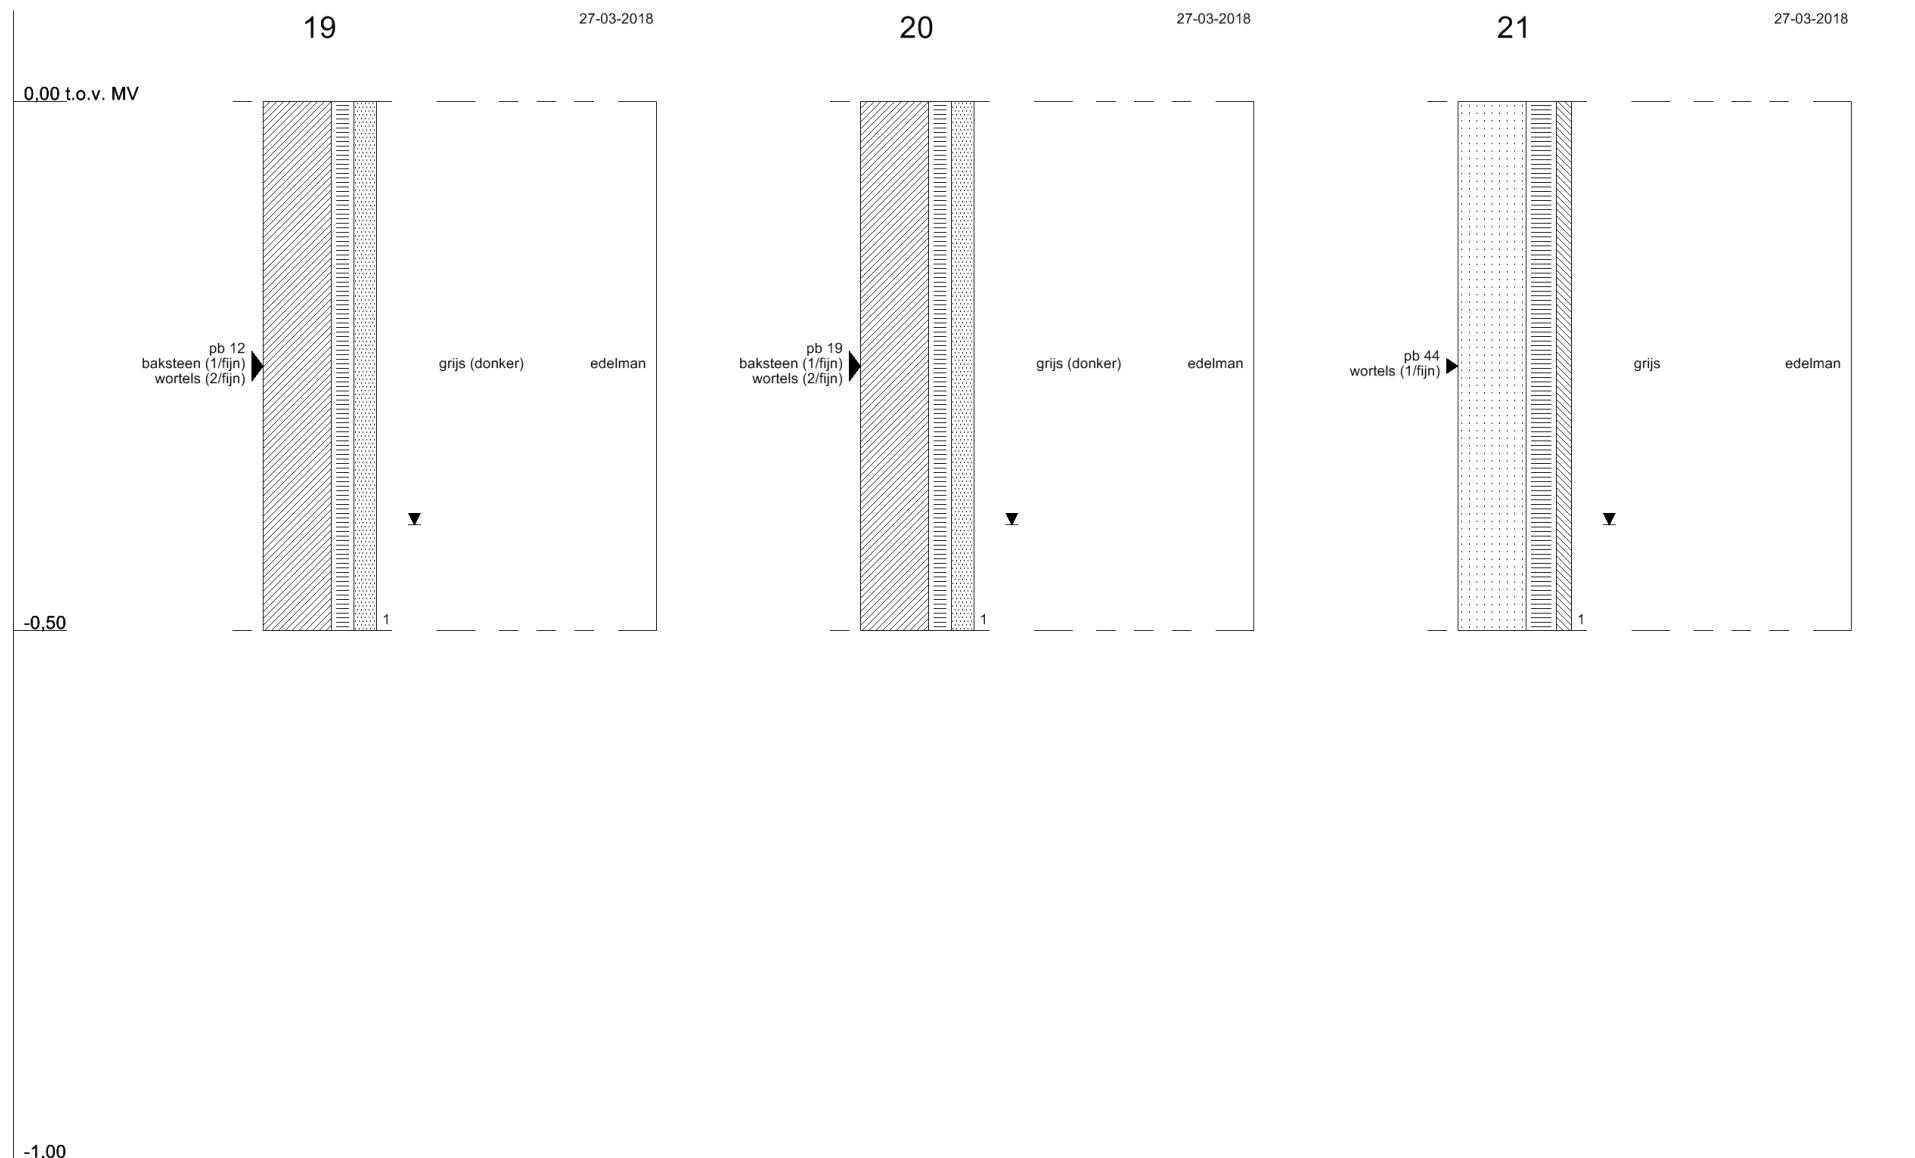 19
27-03-2018
20
27-03-2018
21
27-03-2018
0,00 t.o.v. MV
pb 12
baksteen (1/fijn)
wortels (2/fijn)
grijs (donker)
edelman
1
pb 19
baksteen (1/fijn)
wortels (2/fijn)
grijs (donker)
edelman
1
pb 44
wortels (1/fijn)
grijs
edelman
1
-0,50
-1,00